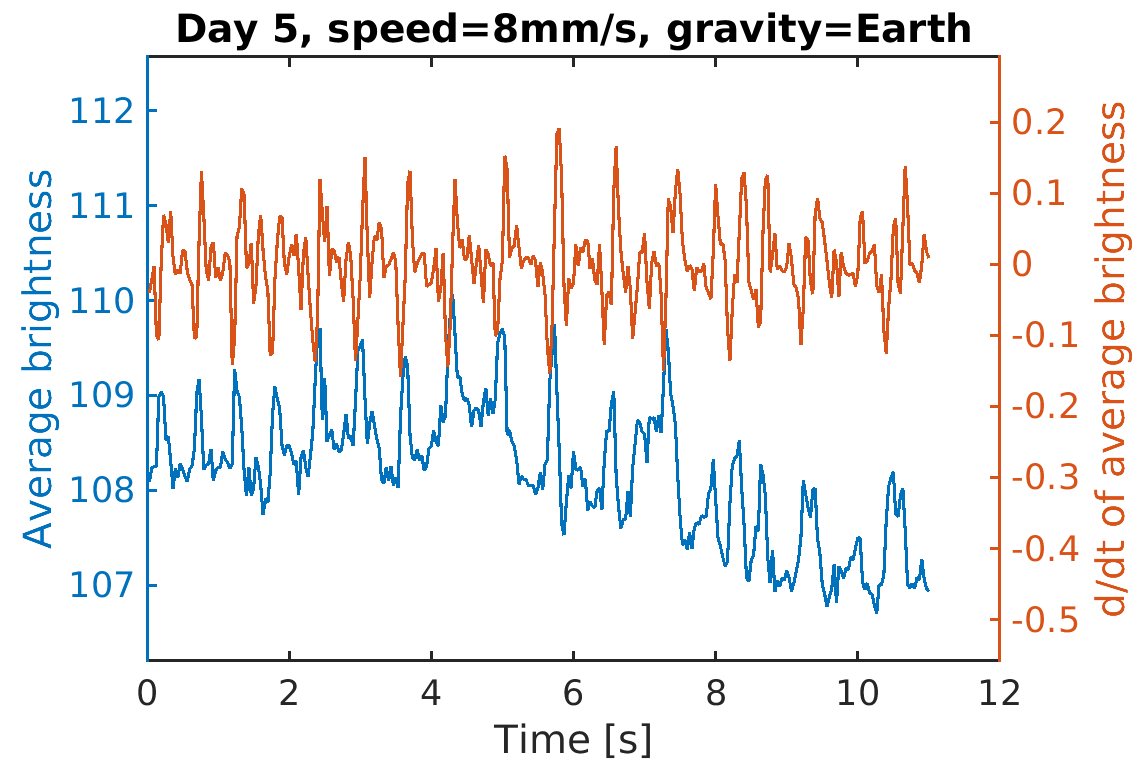 Day 5, speed=8mm/s, gravity=Earth
Average brightness
112
111
110
109
108
107
0.2
0.1
0
-0.1
-0.2
-0.3
-0.4
-0.5
d/dt of average brightness
0 2 4 6 8 10 12
Time [s]